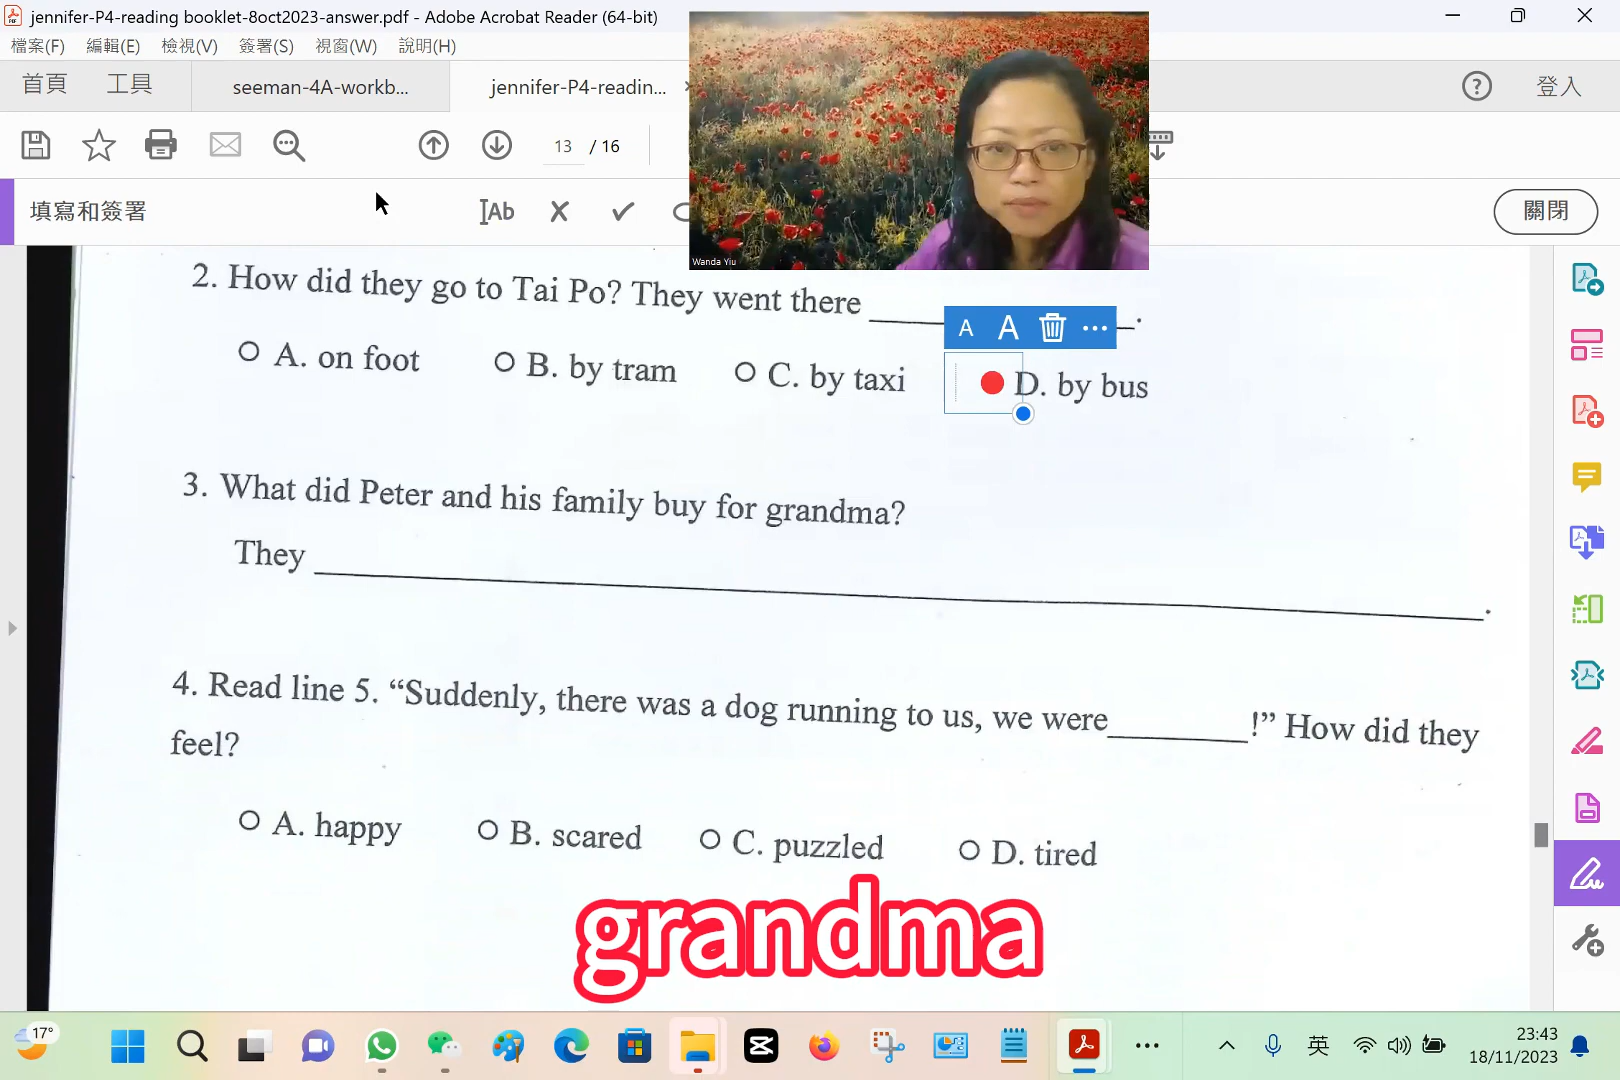 jennifer-P4-reading booklet-8oct2023-answer.pdf - Adobe Acrobat Reader (64-bit)
檔案(F) 編輯(E) 檢視(V) 簽署(S) 視窗(W) 說明(H)
首頁 工具 seeman-4A-workb... jennifer-P4-readin... 登入
13 / 16
填寫和簽署 Ab 關閉
Wanda Yiu
2. How did they go to Tai Po? They went there ________.
A A
A. on foot B. by tram C. by taxi D. by bus
3. What did Peter and his family buy for grandma?
They ________.
4. Read line 5. “Suddenly, there was a dog running to us, we were________!” How did they
feel?
A. happy B. scared C. puzzled D. tired
grandma
17°
英
23:43
18/11/2023